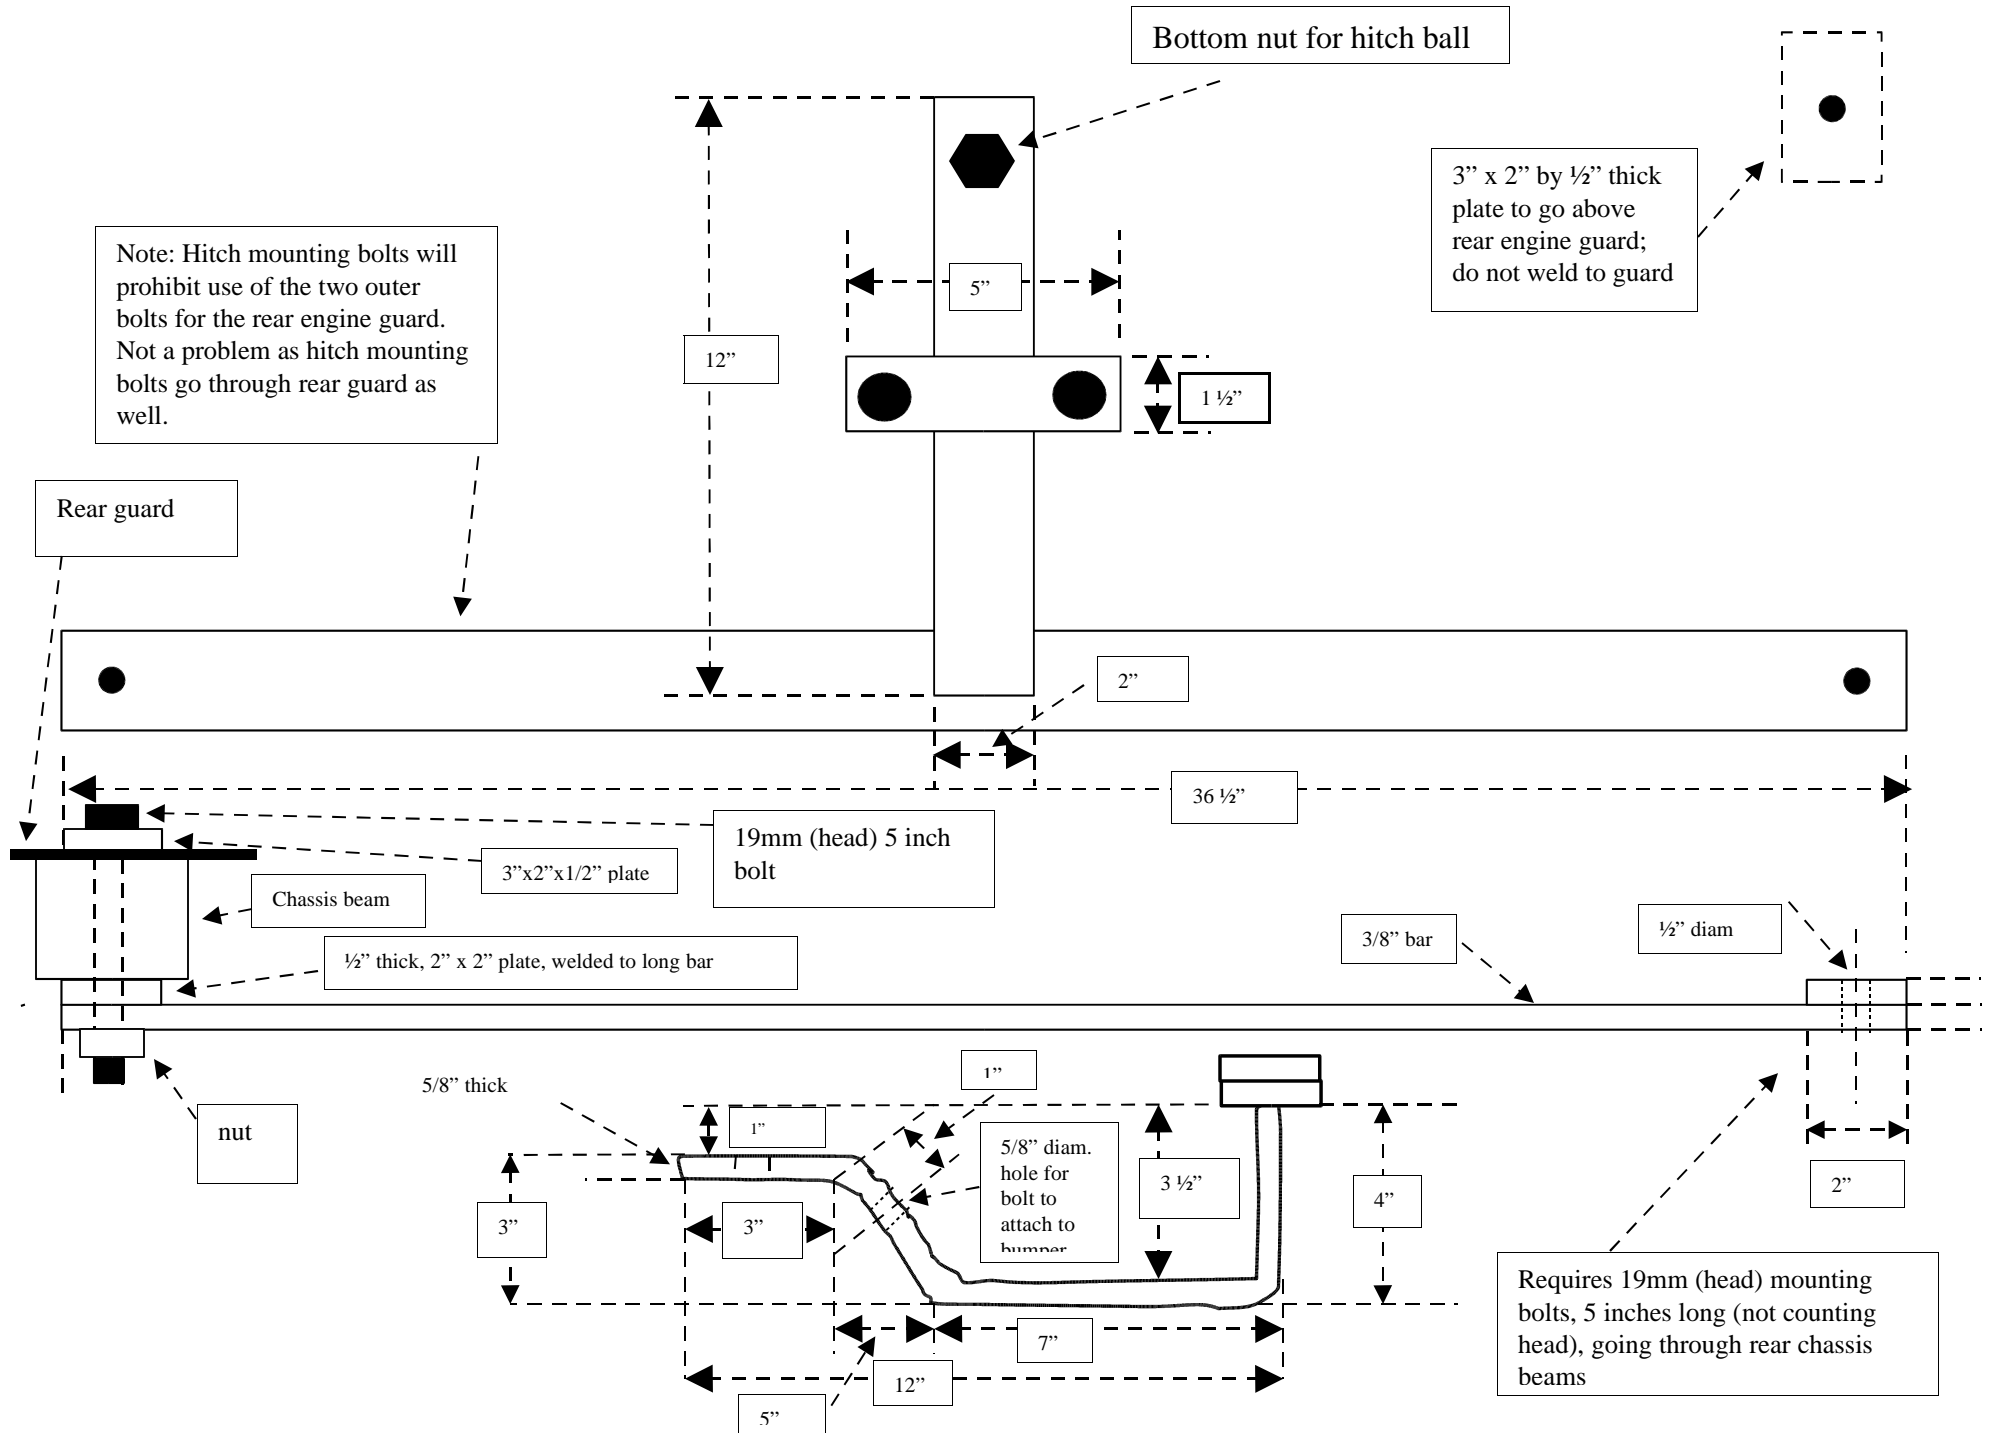 Bottom nut for hitch ball
3” x 2” by ½” thick
plate to go above
rear engine guard;
do not weld to guard
Note: Hitch mounting bolts will
prohibit use of the two outer
bolts for the rear engine guard.
Not a problem as hitch mounting
bolts go through rear guard as
well.
5”
12”
1 ½”
Rear guard
2”
36 ½”
19mm (head) 5 inch
bolt
3”x2”x1/2” plate
Chassis beam
½” thick, 2” x 2” plate, welded to long bar
3/8” bar
½” diam
nut
5/8” thick
1”
1”
5/8” diam.
hole for
bolt to
attach to
bumper
3 ½”
4”
2”
3”
3”
Requires 19mm (head) mounting
bolts, 5 inches long (not counting
head), going through rear chassis
beams
7”
12”
5”